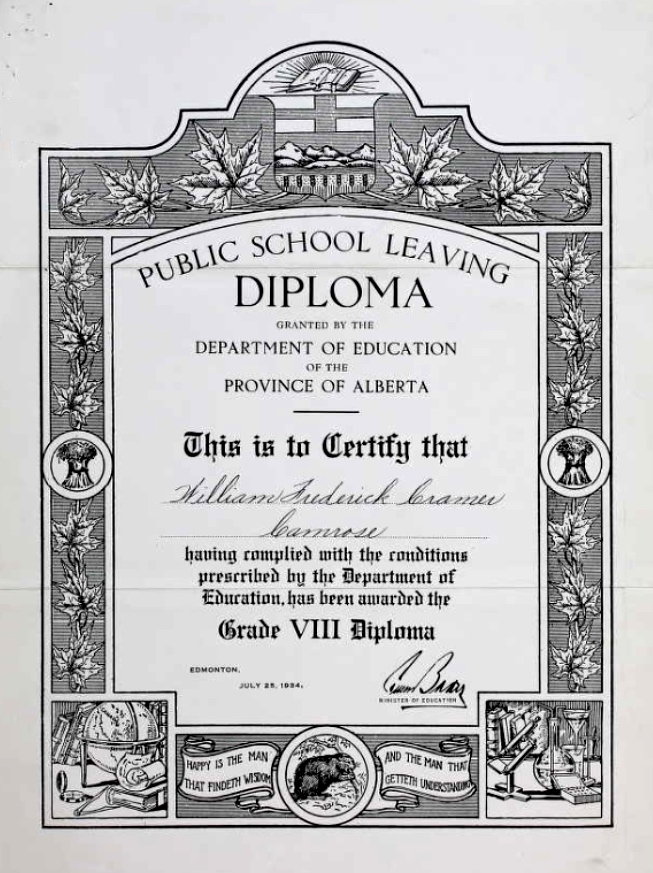 PUBLIC SCHOOL LEAVING
DIPLOMA
GRANTED BY THE
DEPARTMENT OF EDUCATION
OF THE
PROVINCE OF ALBERTA
This is to Certify that
William Frederick Cramer
Camrose
having complied with the conditions
prescribed by the Department of
Education, has been awarded the
Grade VIII Diploma
EDMONTON,
JULY 25, 1934.
MINISTER OF EDUCATION
HAPPY IS THE MAN
THAT FINDETH WISDOM
AND THE MAN THAT
GETTETH UNDERSTANDING